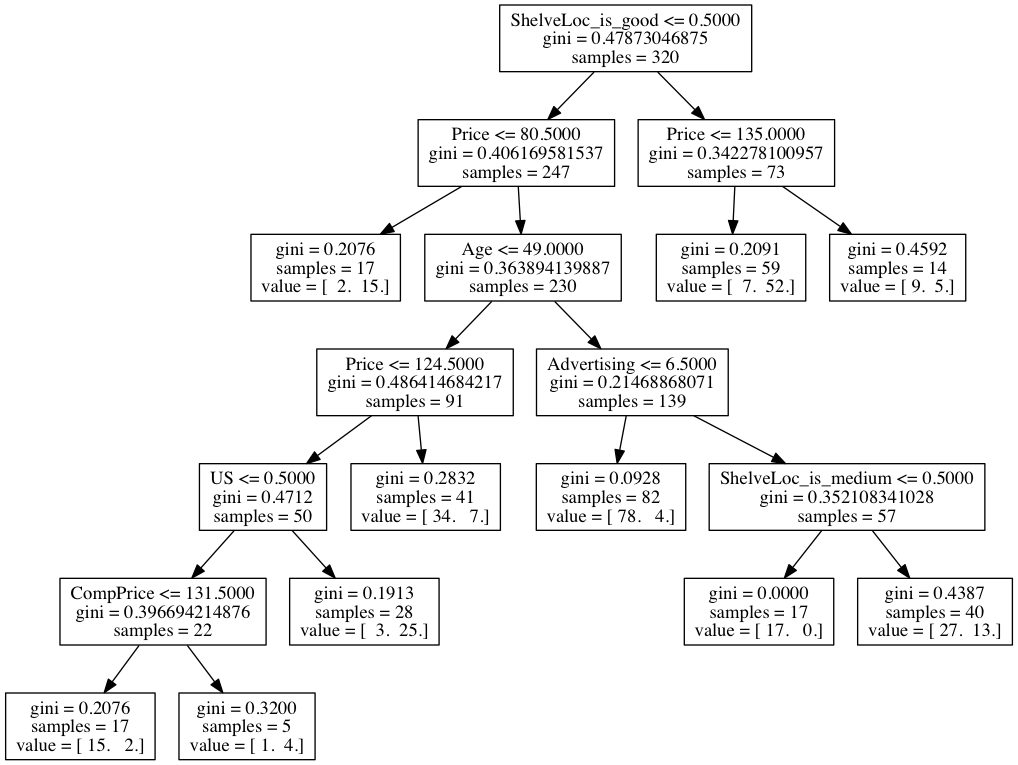 ShelveLoc_is_good <= 0.5000
gini = 0.47873046875
samples = 320
Price <= 80.5000
gini = 0.406169581537
samples = 247
Price <= 135.0000
gini = 0.342278100957
samples = 73
gini = 0.2076
samples = 17
value = [  2.  15.]
Age <= 49.0000
gini = 0.363894139887
samples = 230
gini = 0.2091
samples = 59
value = [  7.  52.]
gini = 0.4592
samples = 14
value = [ 9.  5.]
Price <= 124.5000
gini = 0.486414684217
samples = 91
Advertising <= 6.5000
gini = 0.21468868071
samples = 139
US <= 0.5000
gini = 0.4712
samples = 50
gini = 0.2832
samples = 41
value = [ 34.   7.]
gini = 0.0928
samples = 82
value = [ 78.   4.]
ShelveLoc_is_medium <= 0.5000
gini = 0.352108341028
samples = 57
CompPrice <= 131.5000
gini = 0.396694214876
samples = 22
gini = 0.1913
samples = 28
value = [  3.  25.]
gini = 0.0000
samples = 17
value = [ 17.   0.]
gini = 0.4387
samples = 40
value = [ 27.  13.]
gini = 0.2076
samples = 17
value = [ 15.   2.]
gini = 0.3200
samples = 5
value = [ 1.  4.]